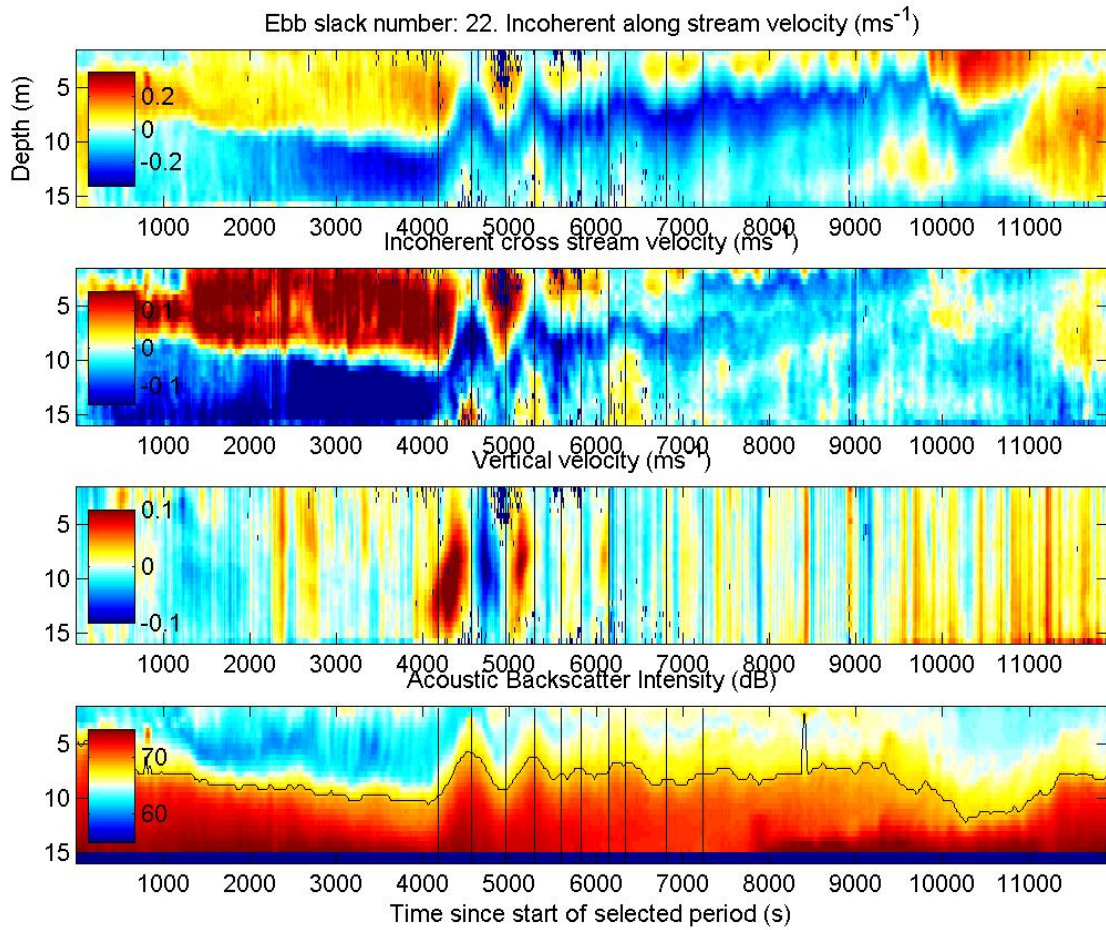 Ebb slack number: 22. Incoherent along stream velocity (ms-1)
0.2
0
-0.2
5
10
15
Depth (m)
1000 2000 3000 4000 5000 6000 7000 8000 9000 10000 11000
Incoherent cross stream velocity (ms-1)
0.1
0
-0.1
5
10
15
1000 2000 3000 4000 5000 6000 7000 8000 9000 10000 11000
Vertical velocity (ms-1)
0.1
0
-0.1
5
10
15
1000 2000 3000 4000 5000 6000 7000 8000 9000 10000 11000
Acoustic Backscatter Intensity (dB)
70
60
5
10
15
1000 2000 3000 4000 5000 6000 7000 8000 9000 10000 11000
Time since start of selected period (s)